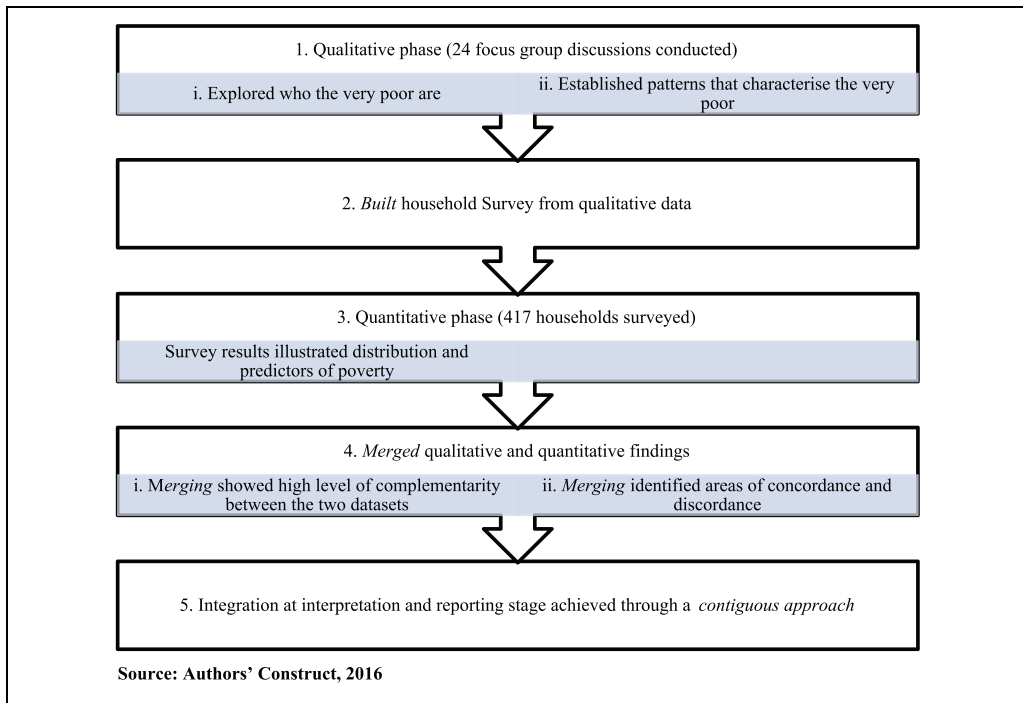 1. Qualitative phase (24 focus group discussions conducted)
i. Explored who the very poor are
ii. Established patterns that characterise the very
poor
2. Built household Survey from qualitative data
3. Quantitative phase (417 households surveyed)
Survey results illustrated distribution and
predictors of poverty
4. Merged qualitative and quantitative findings
i. Merging showed high level of complementarity
between the two datasets
ii. Merging identified areas of concordance and
discordance
5. Integration at interpretation and reporting stage achieved through a contiguous approach
Source: Authors’ Construct, 2016